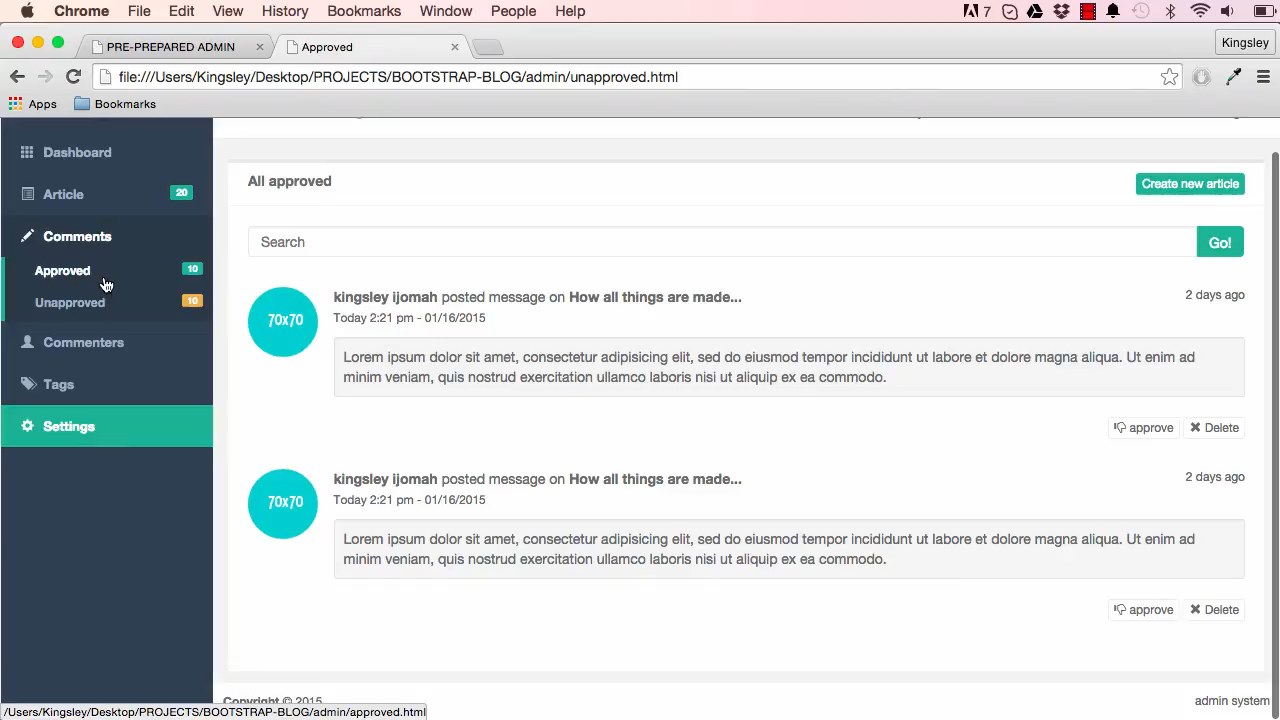 Chrome File Edit View History Bookmarks Window People Help 7
PRE-PREPARED ADMIN × Approved × Kingsley
file:///Users/Kingsley/Desktop/PROJECTS/BOOTSTRAP-BLOG/admin/unapproved.html
Apps Bookmarks
Dashboard
Article 20
Comments
Approved 10
Unapproved 10
Commenters
Tags
Settings
All approved
Create new article
Search Go!
70x70
kingsley ijomah posted message on How all things are made...
2 days ago
Today 2:21 pm - 01/16/2015
Lorem ipsum dolor sit amet, consectetur adipisicing elit, sed do eiusmod tempor incididunt ut labore et dolore magna aliqua. Ut enim ad
minim veniam, quis nostrud exercitation ullamco laboris nisi ut aliquip ex ea commodo.
approve Delete
70x70
kingsley ijomah posted message on How all things are made...
2 days ago
Today 2:21 pm - 01/16/2015
Lorem ipsum dolor sit amet, consectetur adipisicing elit, sed do eiusmod tempor incididunt ut labore et dolore magna aliqua. Ut enim ad
minim veniam, quis nostrud exercitation ullamco laboris nisi ut aliquip ex ea commodo.
approve Delete
Copyright © 2015 admin system
/Users/Kingsley/Desktop/PROJECTS/BOOTSTRAP-BLOG/admin/approved.html